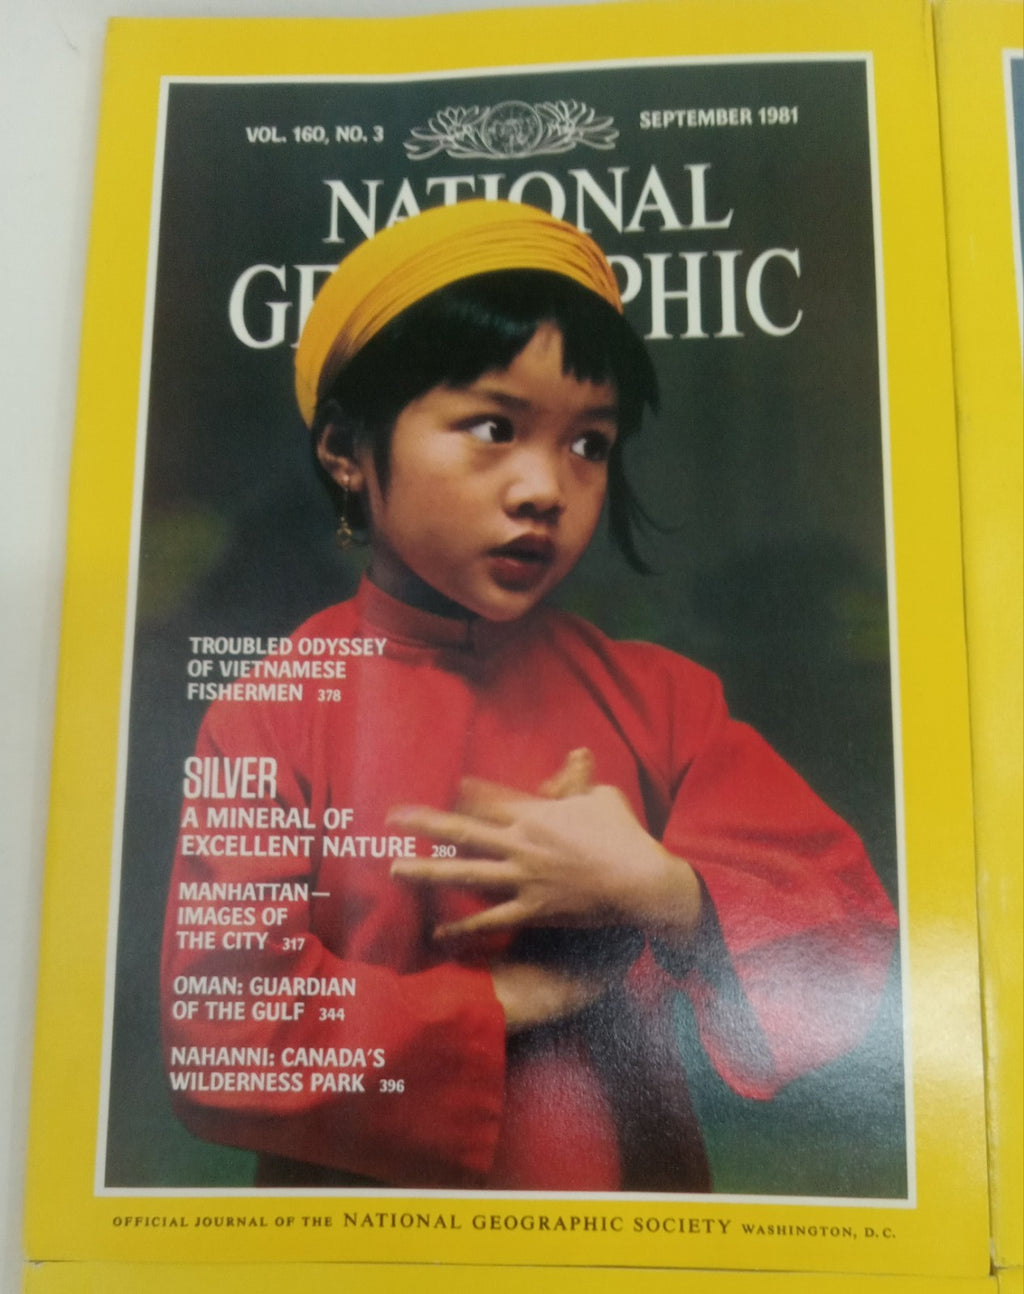 VOL. 160, NO. 3
SEPTEMBER 1981
NATIONAL
GE PHIC
TROUBLED ODYSSEY
OF VIETNAMESE
FISHERMEN 378
SILVER
A MINERAL OF
EXCELLENT NATURE 280
MANHATTAN—
IMAGES OF
THE CITY 317
OMAN: GUARDIAN
OF THE GULF 344
NAHANNI: CANADA'S
WILDERNESS PARK 396
OFFICIAL JOURNAL OF THE NATIONAL GEOGRAPHIC SOCIETY WASHINGTON, D.C.